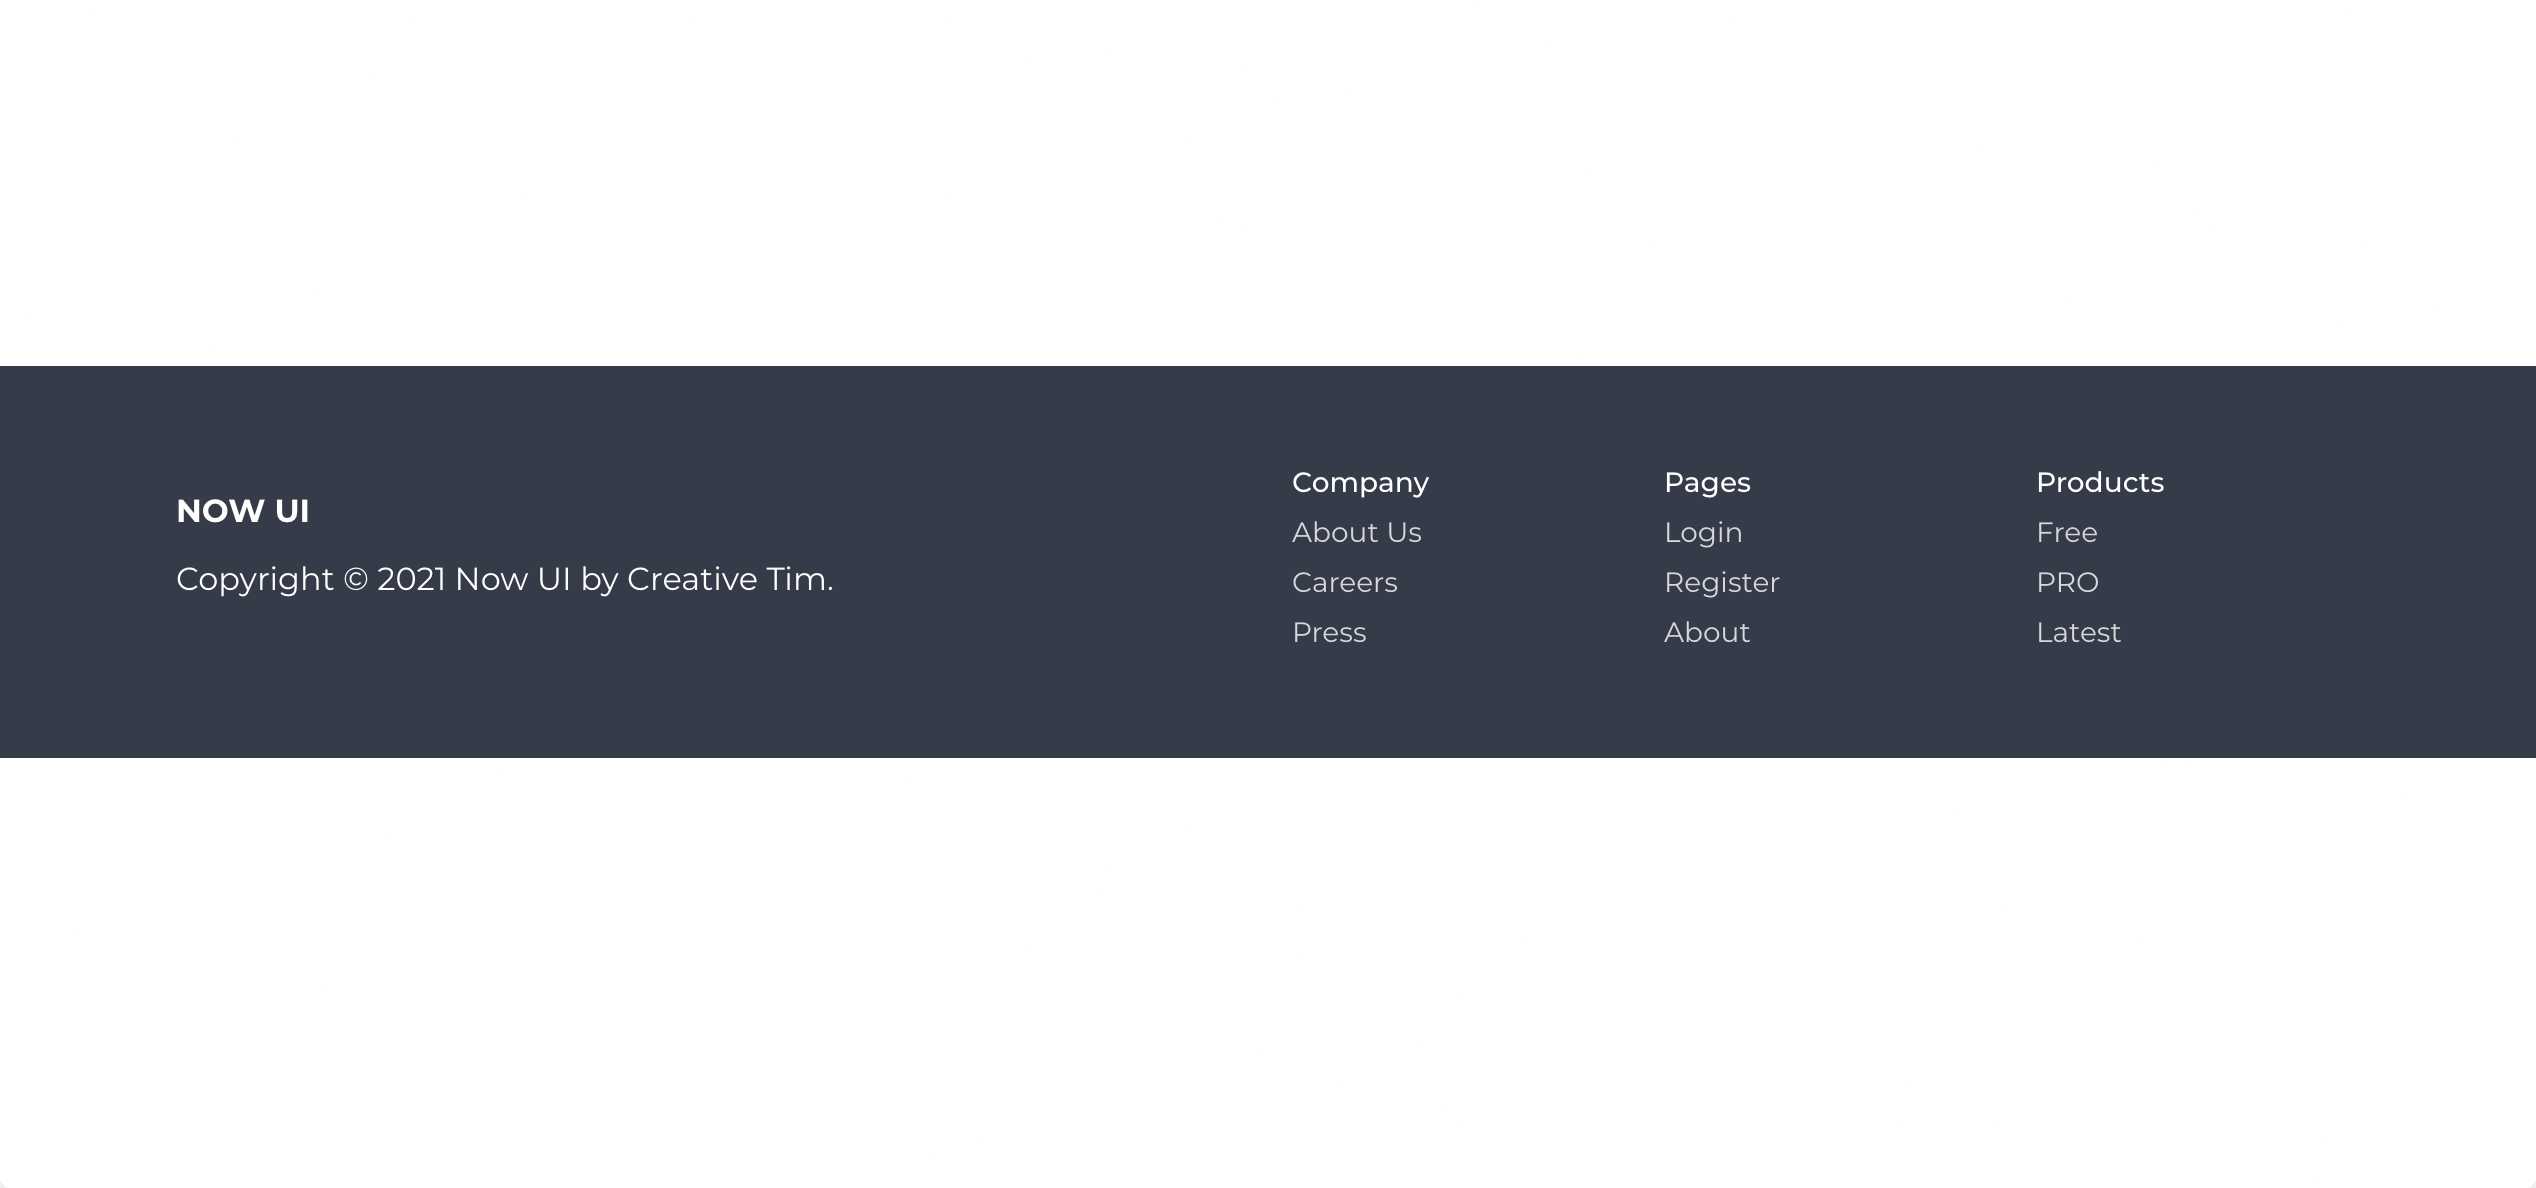 NOW UI
Copyright © 2021 Now UI by Creative Tim.
Company
About Us
Careers
Press
Pages
Login
Register
About
Products
Free
PRO
Latest